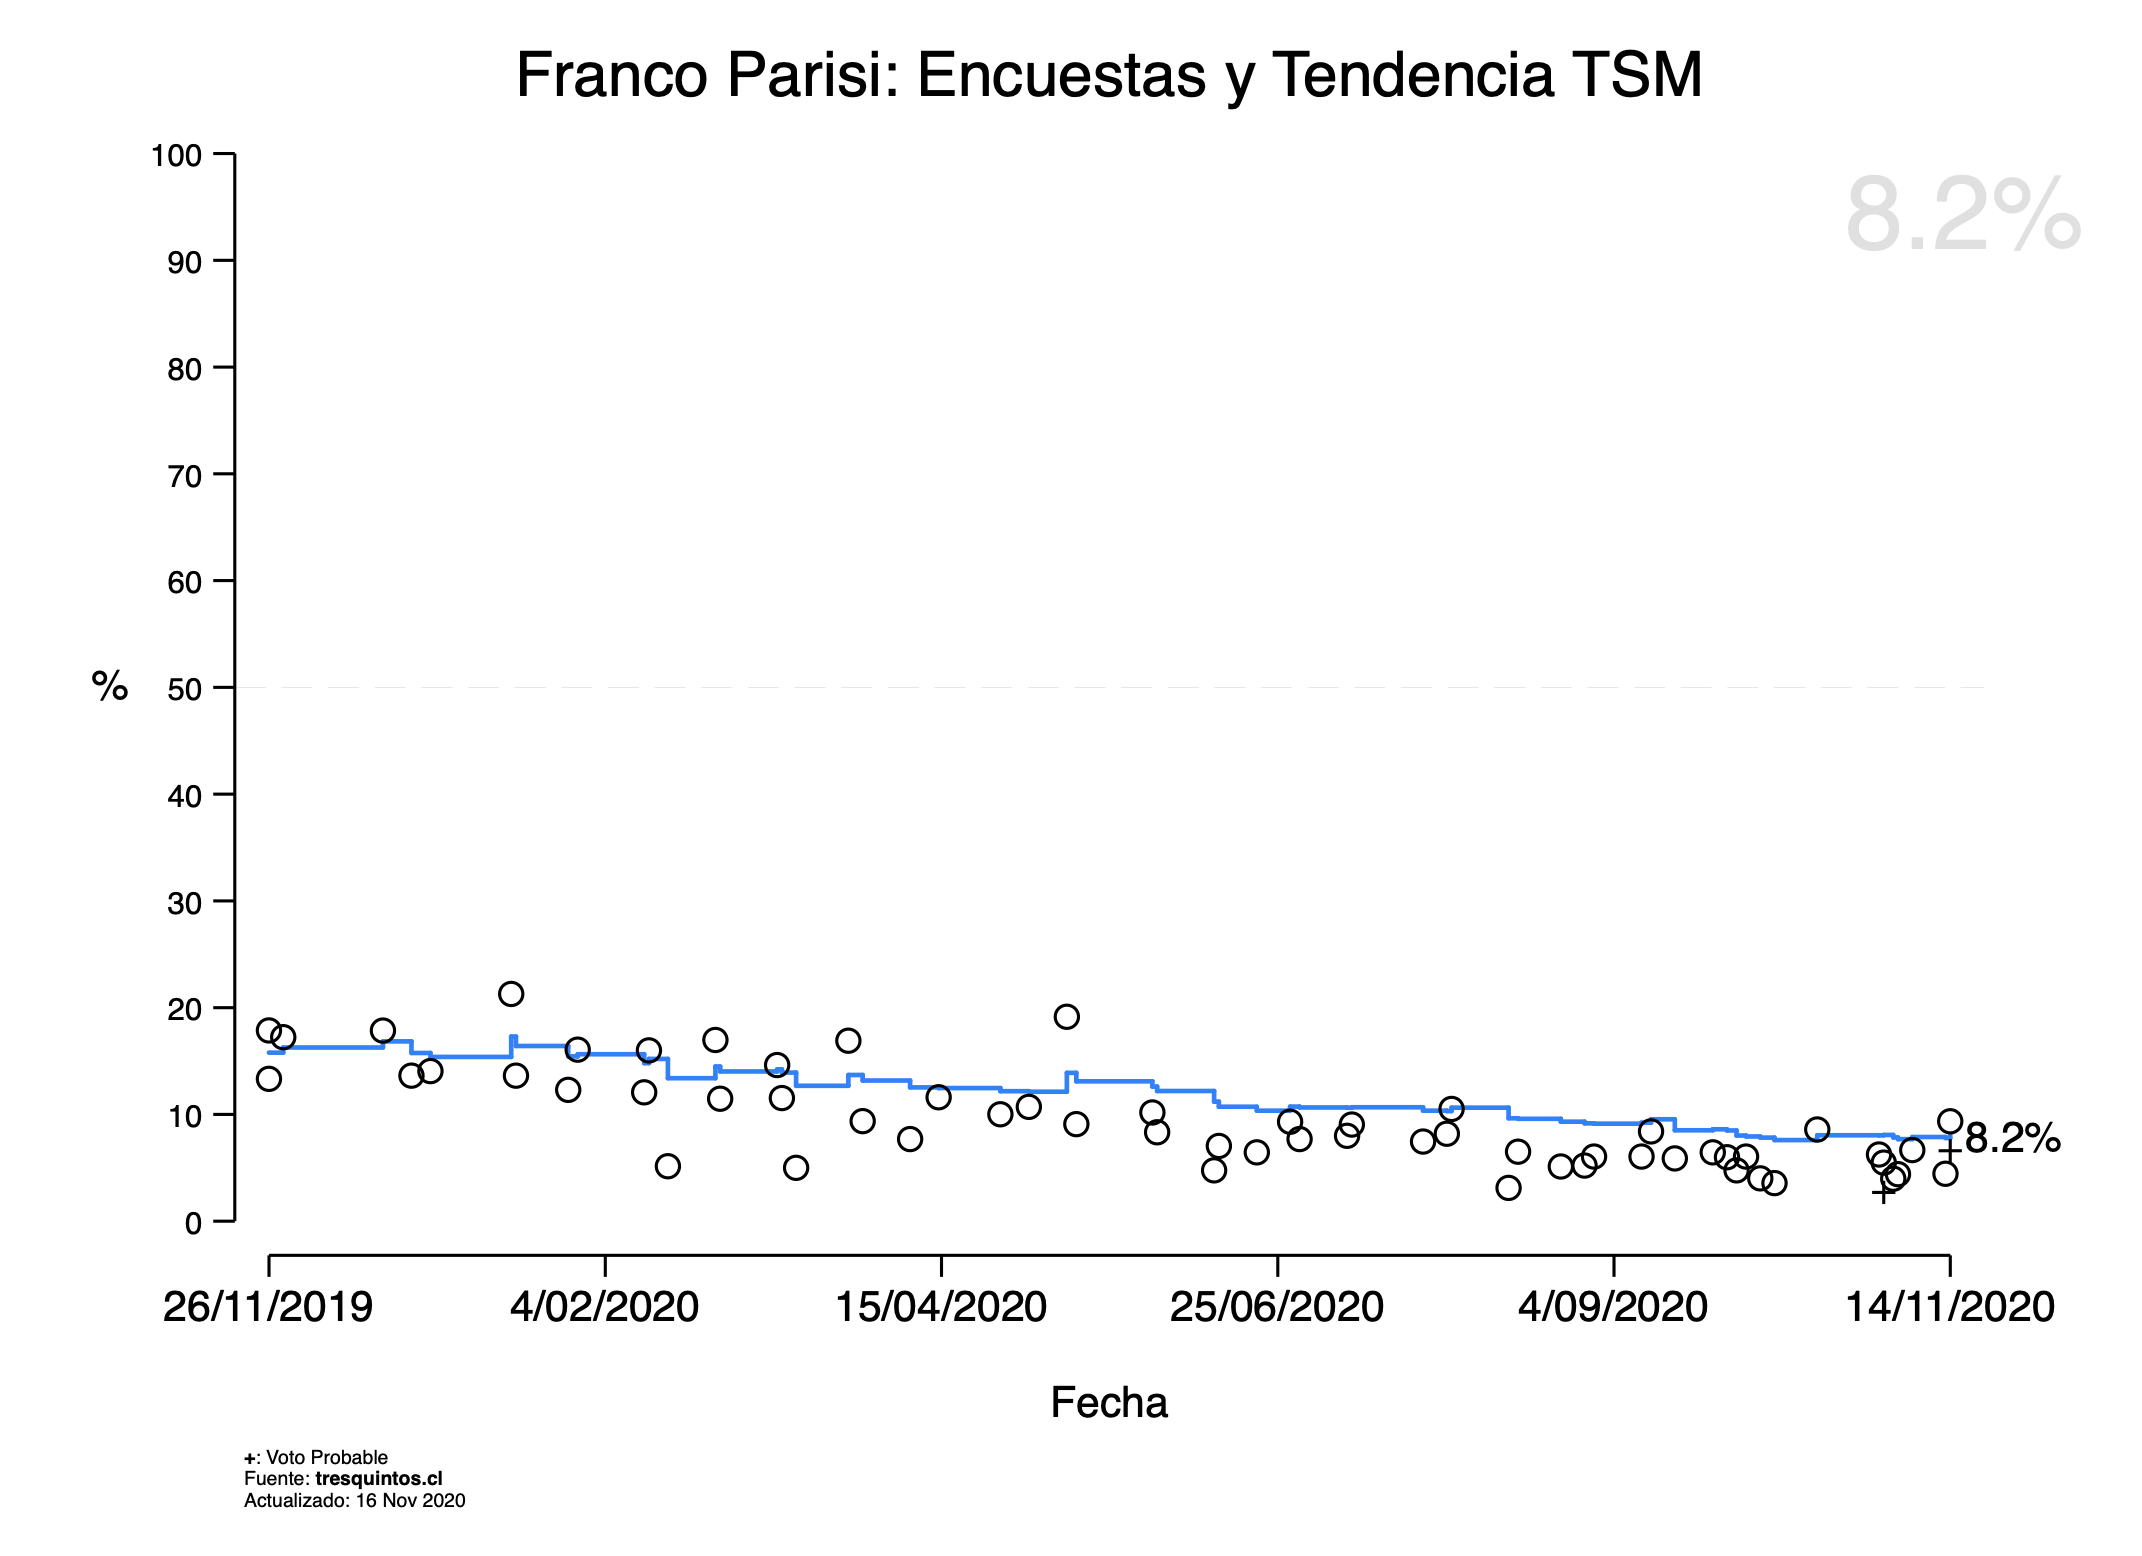 Franco Parisi: Encuestas y Tendencia TSM
8.2%
100
90
80
70
60
50
40
30
20
10
0
%
8.2%
26/11/2019 4/02/2020 15/04/2020 25/06/2020 4/09/2020 14/11/2020
Fecha
+: Voto Probable
Fuente: tresquintos.cl
Actualizado: 16 Nov 2020